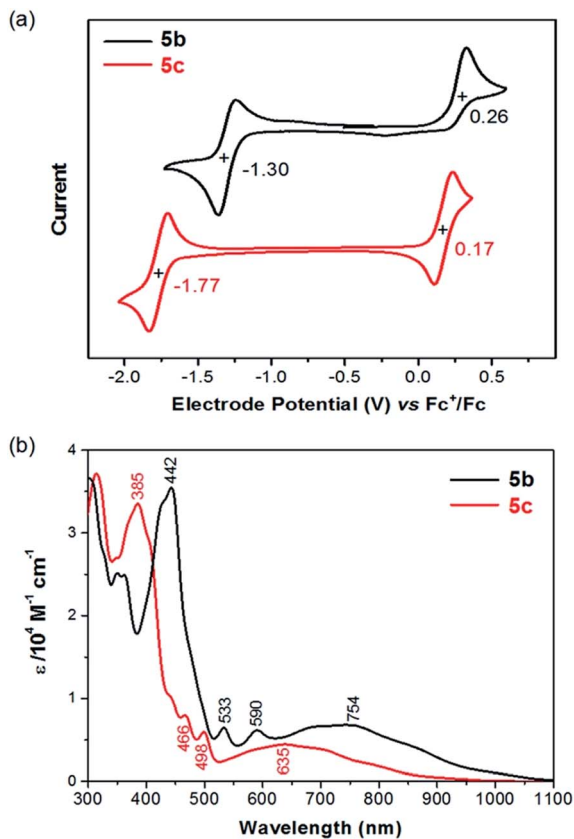 (a)
5b
5c
+
0.26
+
-1.30
+
0.17
+
-1.77
Current
-2.0 -1.5 -1.0 -0.5 0.0 0.5
Electrode Potential (V) vs Fc⁺/Fc
(b)
4
3
2
1
0
ε /10⁴ M⁻¹ cm⁻¹
5b
5c
385
442
466
498
533
590
635
754
300 400 500 600 700 800 900 1000 1100
Wavelength (nm)